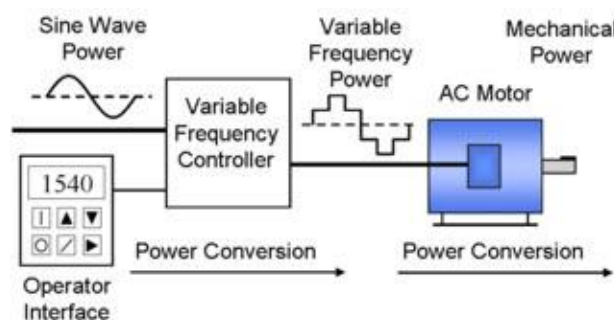 Sine Wave
Power
Variable
Frequency
Power
Mechanical
Power
AC Motor
Variable
Frequency
Controller
1540
Operator
Interface
Power Conversion
Power Conversion